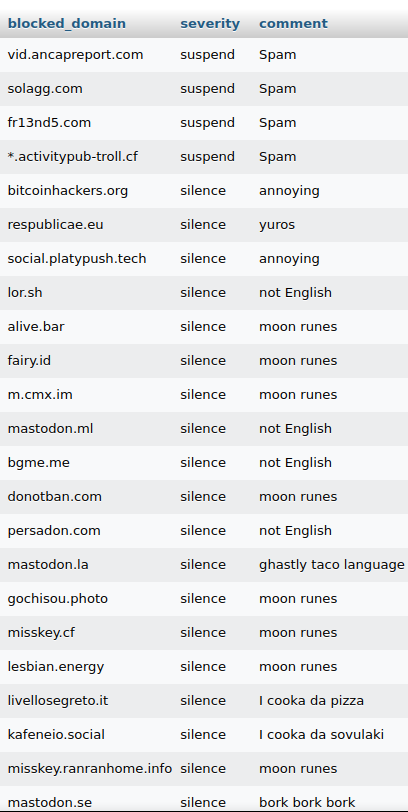 blocked_domain severity comment
vid.ancapreport.com suspend Spam
solagg.com suspend Spam
fr13nd5.com suspend Spam
*.activitypub-troll.cf suspend Spam
bitcoinhackers.org silence annoying
respublicae.eu silence yuros
social.platypush.tech silence annoying
lor.sh silence not English
alive.bar silence moon runes
fairy.id silence moon runes
m.cmx.im silence moon runes
mastodon.ml silence not English
bgme.me silence not English
donotban.com silence moon runes
persadon.com silence not English
mastodon.la silence ghastly taco language
gochisou.photo silence moon runes
misskey.cf silence moon runes
lesbian.energy silence moon runes
livellosegreto.it silence I cooka da pizza
kafeneio.social silence I cooka da sovulaki
misskey.ranranhome.info silence moon runes
mastodon.se silence bork bork bork